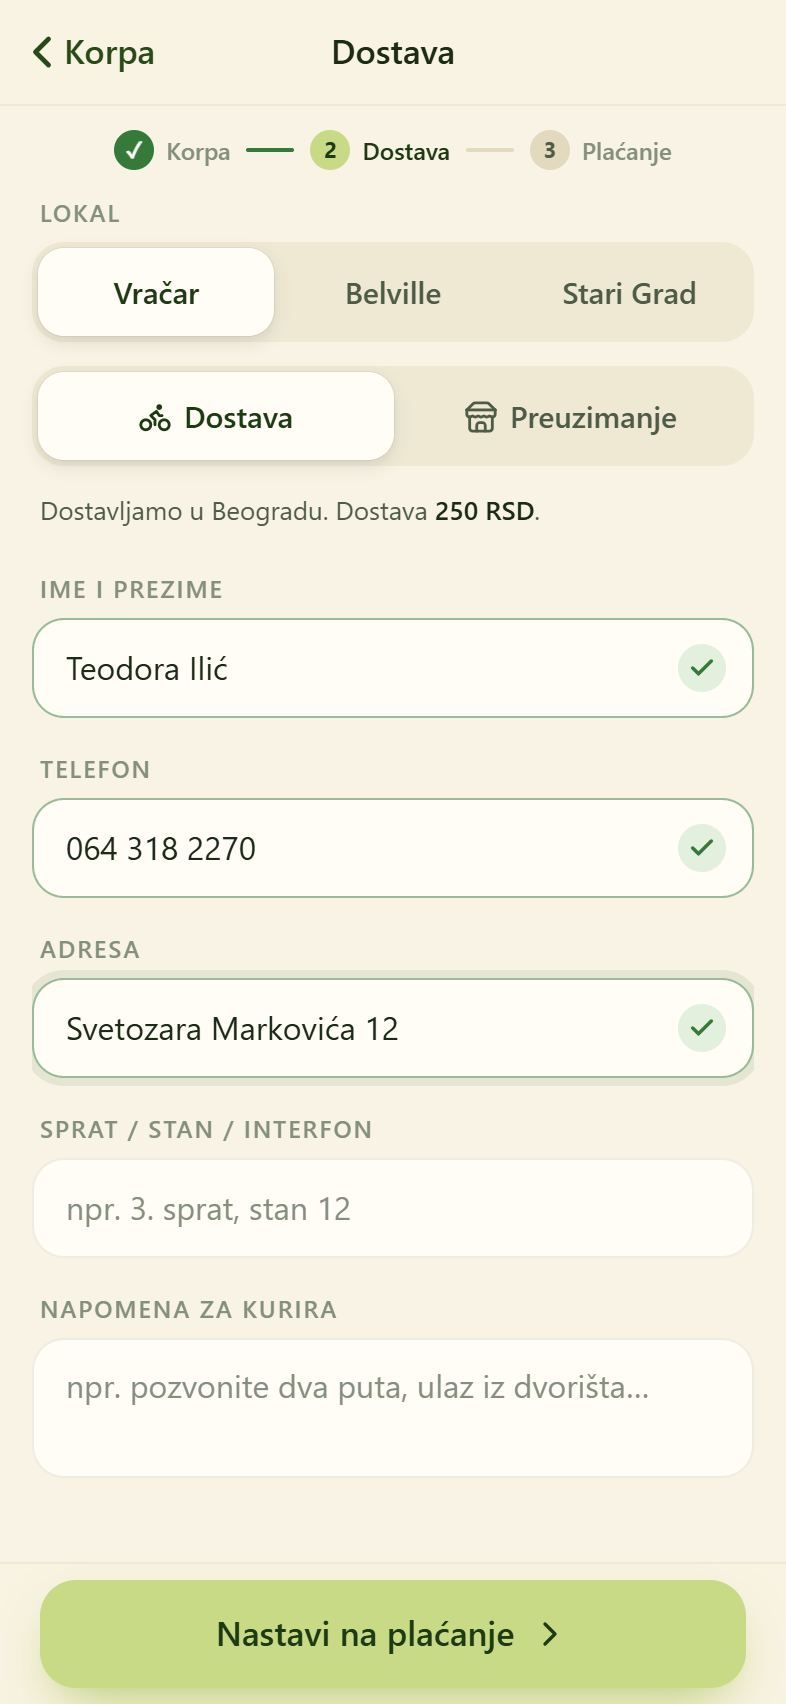 Korpa
Dostava
✓ Korpa 2 Dostava 3 Plaćanje
LOKAL
Vračar Belville Stari Grad
Dostava Preuzimanje
Dostavljamo u Beogradu. Dostava 250 RSD.
IME I PREZIME
Teodora Ilić
TELEFON
064 318 2270
ADRESA
Svetozara Markovića 12
SPRAT / STAN / INTERFON
npr. 3. sprat, stan 12
NAPOMENA ZA KURIRA
npr. pozvonite dva puta, ulaz iz dvorišta...
Nastavi na plaćanje